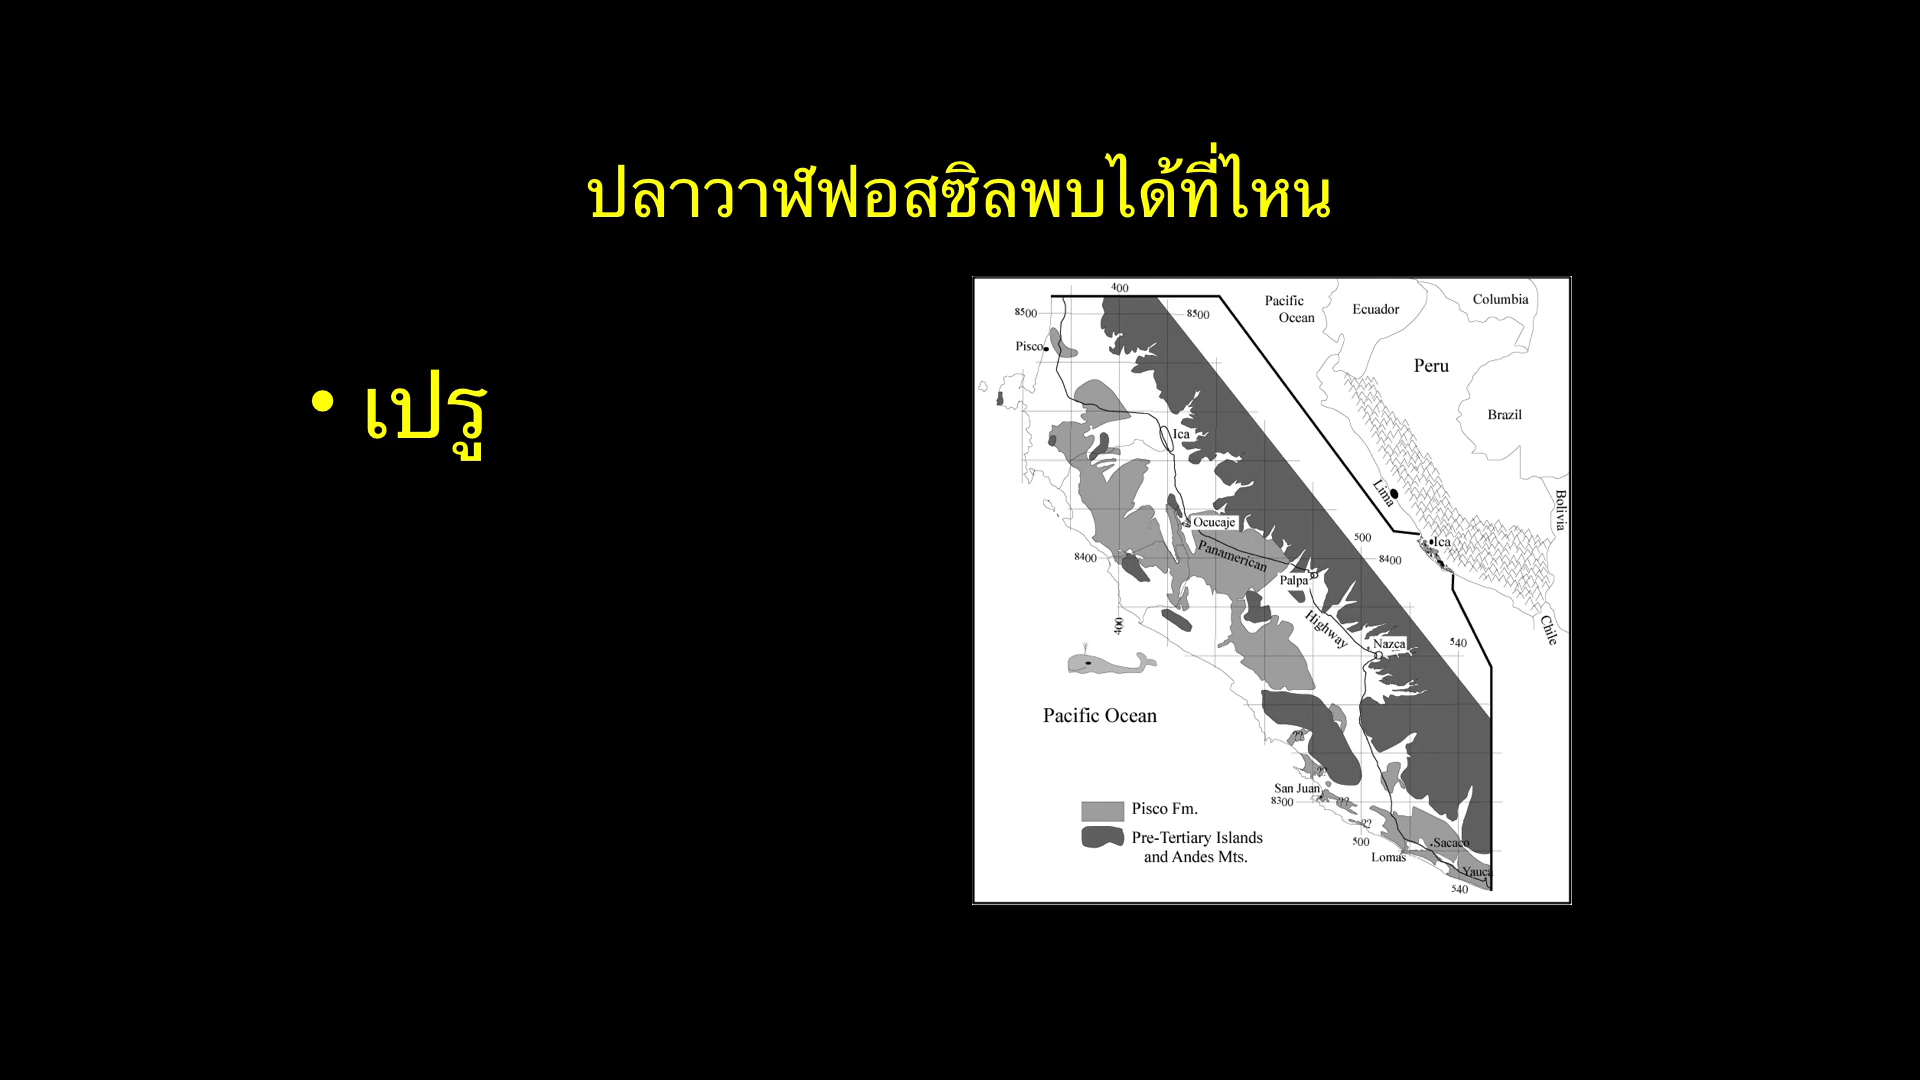 ปลาวาฬฟอสซิลพบได้ที่ไหน
• เปรู
400
8500
8500
Pisco
Pacific
Ocean
Ecuador
Columbia
Peru
Brazil
Bolivia
Chile
Lima
Ica
Ica
Ocucaje
Panamerican
Highway
Palpa
Nazca
500
8400
8400
400
540
Pacific Ocean
??
??
??
??
San Juan
8300
500
Lomas
Sacaco
Yauca
540
Pisco Fm.
Pre-Tertiary Islands
and Andes Mts.